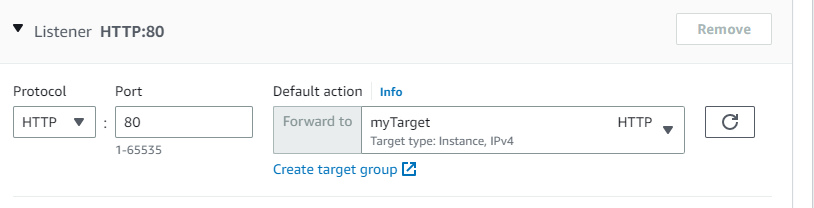 Listener HTTP:80
Remove
Protocol
Port
Default action
Info
HTTP
:
80
Forward to
myTarget
HTTP
Target type: Instance, IPv4
1-65535
Create target group